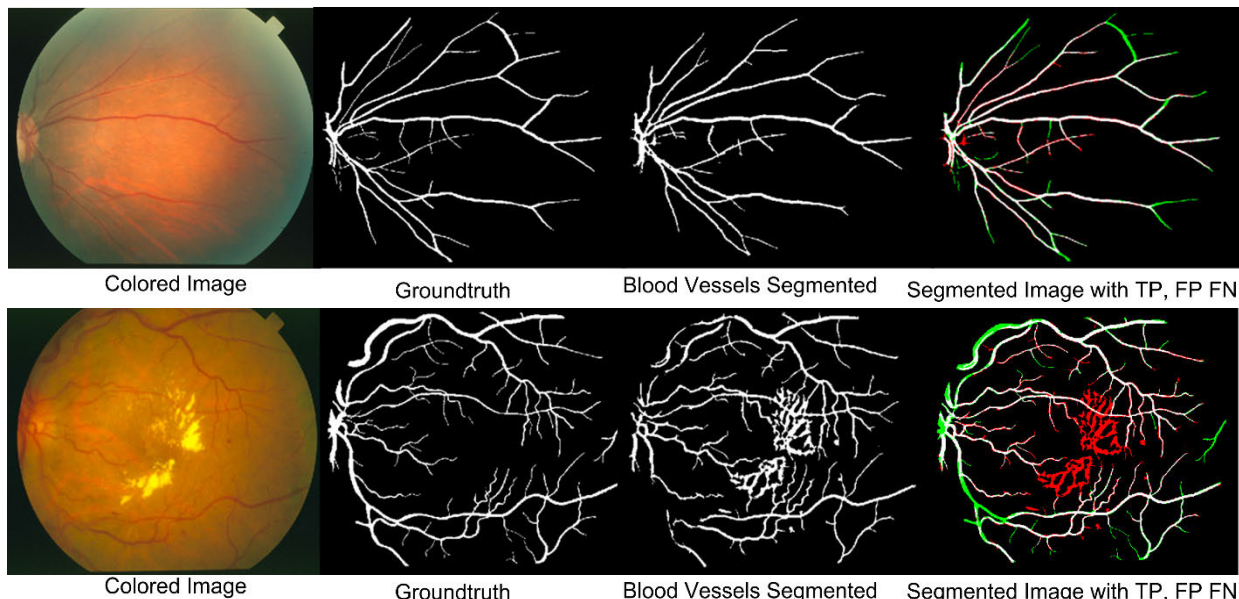 Colored Image
Groundtruth
Blood Vessels Segmented
Segmented Image with TP, FP FN
Colored Image
Groundtruth
Blood Vessels Segmented
Segmented Image with TP, FP FN